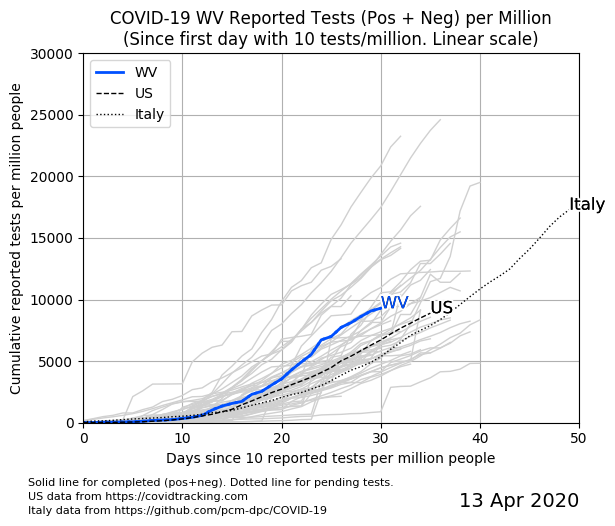 COVID-19 WV Reported Tests (Pos + Neg) per Million
(Since first day with 10 tests/million. Linear scale)
30000
25000
20000
15000
10000
5000
0
Cumulative reported tests per million people
WV
US
Italy
Italy
WV
US
0 10 20 30 40 50
Days since 10 reported tests per million people
Solid line for completed (pos+neg). Dotted line for pending tests.
US data from https://covidtracking.com
Italy data from https://github.com/pcm-dpc/COVID-19
13 Apr 2020